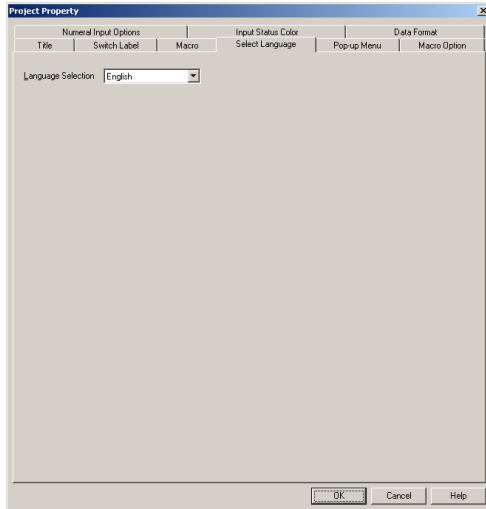 Project Property
Numeral Input Options Input Status Color Data Format
Title Switch Label Macro Select Language Pop-up Menu Macro Option
Language Selection English
OK Cancel Help